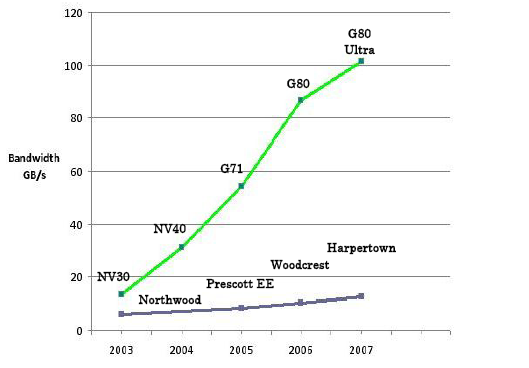 120
G80
Ultra
100
G80
80
Bandwidth
GB/s
G71
60
40
NV40
Harpertown
Woodcrest
20
NV30
Prescott EE
Northwood
0
2003 2004 2005 2006 2007